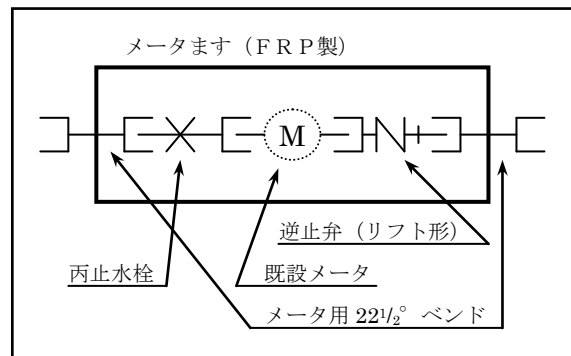 メータます（ＦＲＰ製）
M
逆止弁（リフト形）
丙止水栓
既設メータ
メータ用 22¹/₂° ベンド